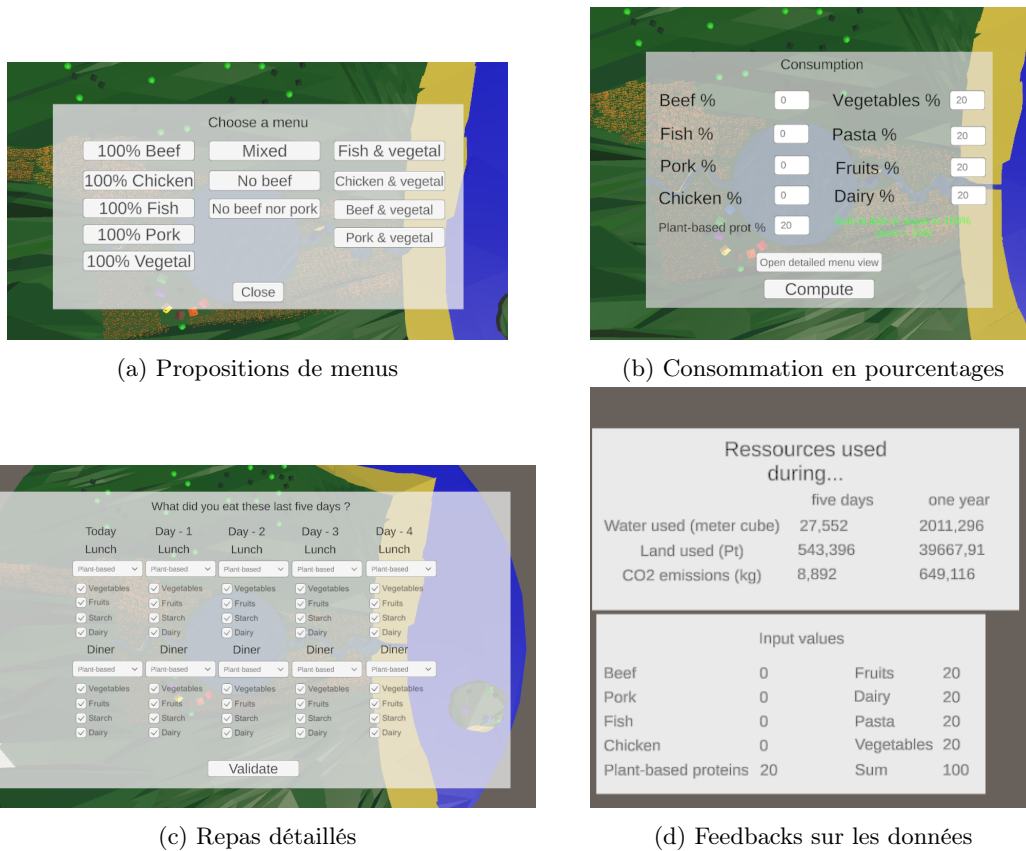 Choose a menu
100% Beef Mixed Fish & vegetal
100% Chicken No beef Chicken & vegetal
100% Fish No beef nor pork Beef & vegetal
100% Pork Pork & vegetal
100% Vegetal
Close
(a) Propositions de menus
Consumption
Beef % 0 Vegetables % 20
Fish % 0 Pasta % 20
Pork % 0 Fruits % 20
Chicken % 0 Dairy % 20
Plant-based prot % 20
Open detailed menu view
Compute
(b) Consommation en pourcentages
What did you eat these last five days ?
Today Day - 1 Day - 2 Day - 3 Day - 4
Lunch Lunch Lunch Lunch Lunch
Plant-based Plant-based Plant-based Plant-based Plant-based
Vegetables Vegetables Vegetables Vegetables Vegetables
Fruits Fruits Fruits Fruits Fruits
Starch Starch Starch Starch Starch
Dairy Dairy Dairy Dairy Dairy
Diner Diner Diner Diner Diner
Plant-based Plant-based Plant-based Plant-based Plant-based
Vegetables Vegetables Vegetables Vegetables Vegetables
Fruits Fruits Fruits Fruits Fruits
Starch Starch Starch Starch Starch
Dairy Dairy Dairy Dairy Dairy
Validate
(c) Repas détaillés
Ressources used
during...
five days one year
Water used (meter cube) 27,552 2011,296
Land used (Pt) 543,396 39667,91
CO2 emissions (kg) 8,892 649,116
Input values
Beef 0 Fruits 20
Pork 0 Dairy 20
Fish 0 Pasta 20
Chicken 0 Vegetables 20
Plant-based proteins 20 Sum 100
(d) Feedbacks sur les données